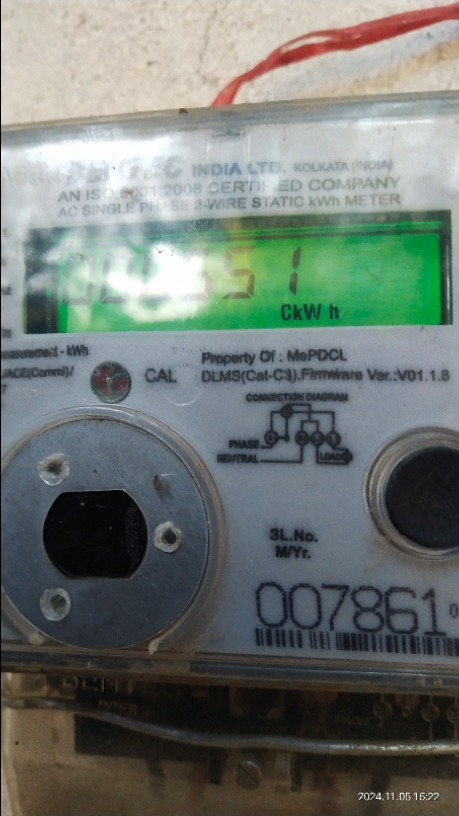 INDIA LTD. KOLKATA (INDIA)
AN ISO 9001:2008 CERTIFIED COMPANY
AC SINGLE PHASE 2-WIRE STATIC kWh METER
CkW h
Property Of : MePDCL
CAL
DLMS(Cat-C3),Firmware Ver.:V01.1.8
CONNECTION DIAGRAM
PHASE
NEUTRAL
LOAD
SL.No.
M/Yr.
007861
2024.11.05 15:22